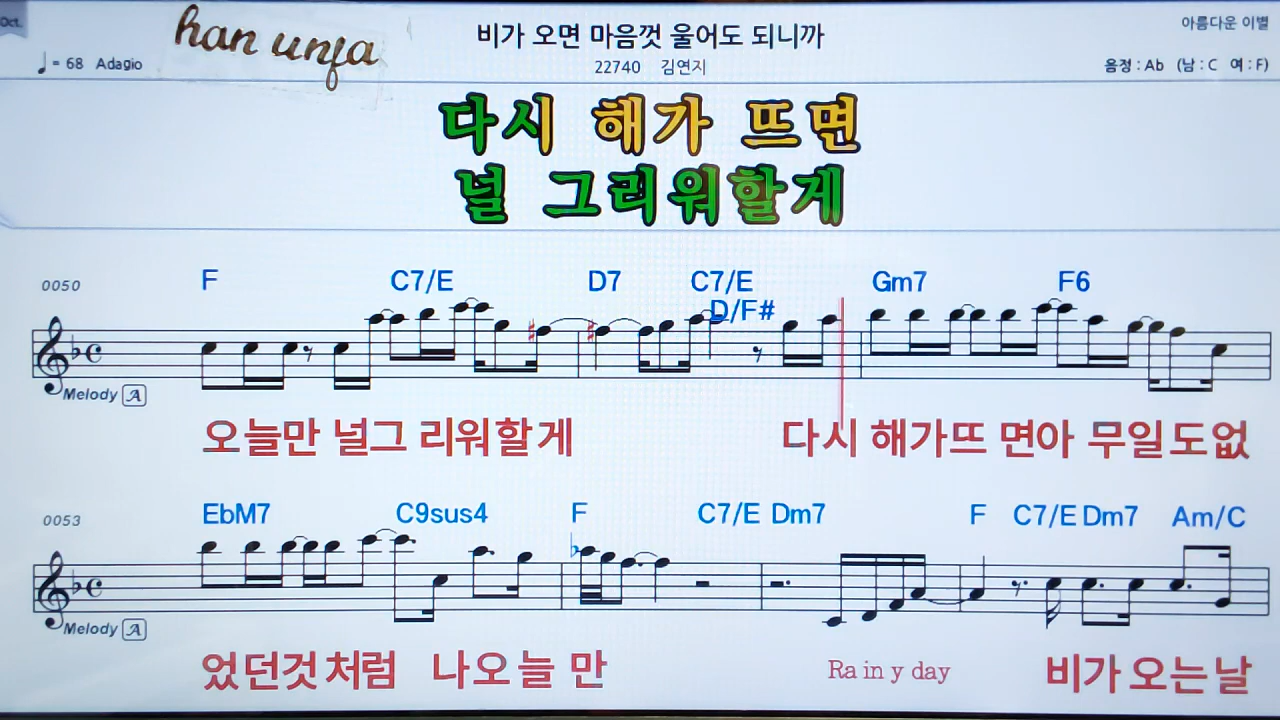 Oct.
han unja
비가 오면 마음껏 울어도 되니까
아름다운 이별
♩= 68 Adagio
22740 김연지
음정 : Ab (남 : C 여 : F)
다시 해가 뜨면
널 그리워할게
0050 F C7/E D7 C7/E D/F# Gm7 F6
Melody A
오늘만 널그 리워할게 다시 해가뜨 면아 무일도없
0053 EbM7 C9sus4 F C7/E Dm7 F C7/E Dm7 Am/C
Melody A
었던것처럼 나오늘 만 Ra in y day 비가 오는날